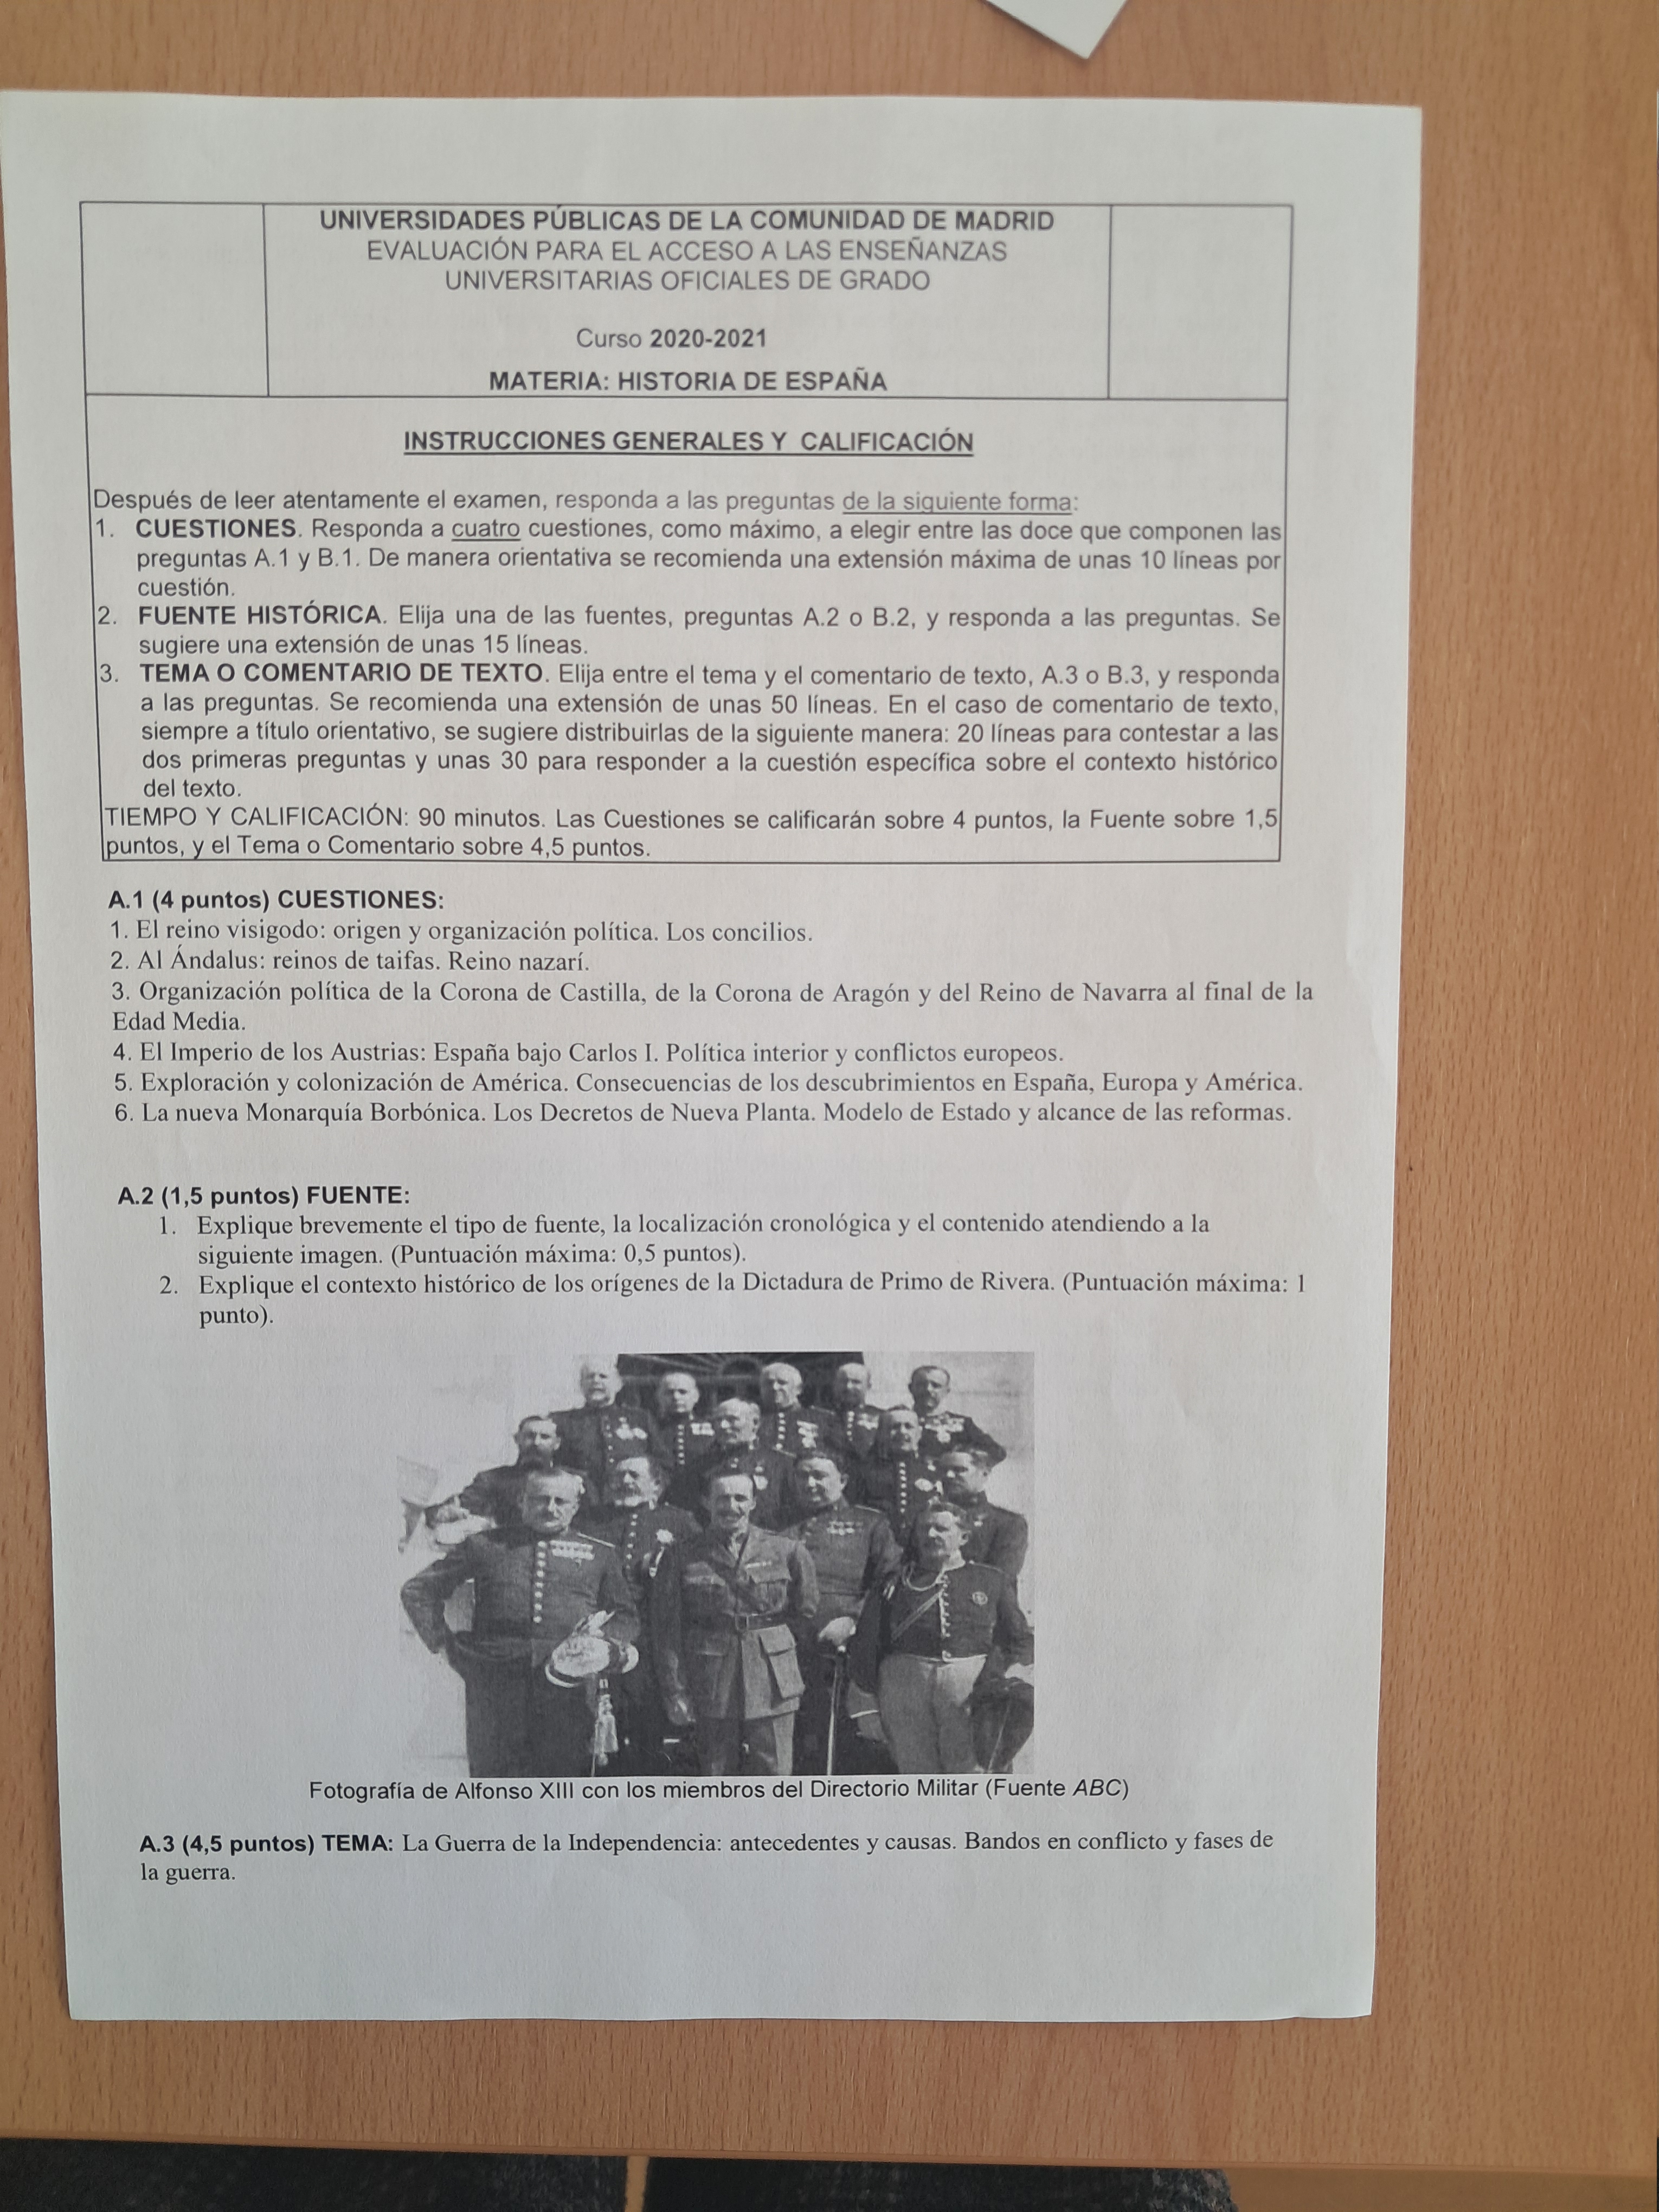 UNIVERSIDADES PÚBLICAS DE LA COMUNIDAD DE MADRID
EVALUACIÓN PARA EL ACCESO A LAS ENSEÑANZAS
UNIVERSITARIAS OFICIALES DE GRADO
Curso 2020-2021
MATERIA: HISTORIA DE ESPAÑA
INSTRUCCIONES GENERALES Y CALIFICACIÓN
Después de leer atentamente el examen, responda a las preguntas de la siguiente forma:
1. CUESTIONES. Responda a cuatro cuestiones, como máximo, a elegir entre las doce que componen las
preguntas A.1 y B.1. De manera orientativa se recomienda una extensión máxima de unas 10 líneas por
cuestión.
2. FUENTE HISTÓRICA. Elija una de las fuentes, preguntas A.2 o B.2, y responda a las preguntas. Se
sugiere una extensión de unas 15 líneas.
3. TEMA O COMENTARIO DE TEXTO. Elija entre el tema y el comentario de texto, A.3 o B.3, y responda
a las preguntas. Se recomienda una extensión de unas 50 líneas. En el caso de comentario de texto,
siempre a título orientativo, se sugiere distribuirlas de la siguiente manera: 20 líneas para contestar a las
dos primeras preguntas y unas 30 para responder a la cuestión específica sobre el contexto histórico
del texto.
TIEMPO Y CALIFICACIÓN: 90 minutos. Las Cuestiones se calificarán sobre 4 puntos, la Fuente sobre 1,5
puntos, y el Tema o Comentario sobre 4,5 puntos.
A.1 (4 puntos) CUESTIONES:
1. El reino visigodo: origen y organización política. Los concilios.
2. Al Ándalus: reinos de taifas. Reino nazarí.
3. Organización política de la Corona de Castilla, de la Corona de Aragón y del Reino de Navarra al final de la
Edad Media.
4. El Imperio de los Austrias: España bajo Carlos I. Política interior y conflictos europeos.
5. Exploración y colonización de América. Consecuencias de los descubrimientos en España, Europa y América.
6. La nueva Monarquía Borbónica. Los Decretos de Nueva Planta. Modelo de Estado y alcance de las reformas.
A.2 (1,5 puntos) FUENTE:
1. Explique brevemente el tipo de fuente, la localización cronológica y el contenido atendiendo a la
siguiente imagen. (Puntuación máxima: 0,5 puntos).
2. Explique el contexto histórico de los orígenes de la Dictadura de Primo de Rivera. (Puntuación máxima: 1
punto).
Fotografía de Alfonso XIII con los miembros del Directorio Militar (Fuente ABC)
A.3 (4,5 puntos) TEMA: La Guerra de la Independencia: antecedentes y causas. Bandos en conflicto y fases de
la guerra.